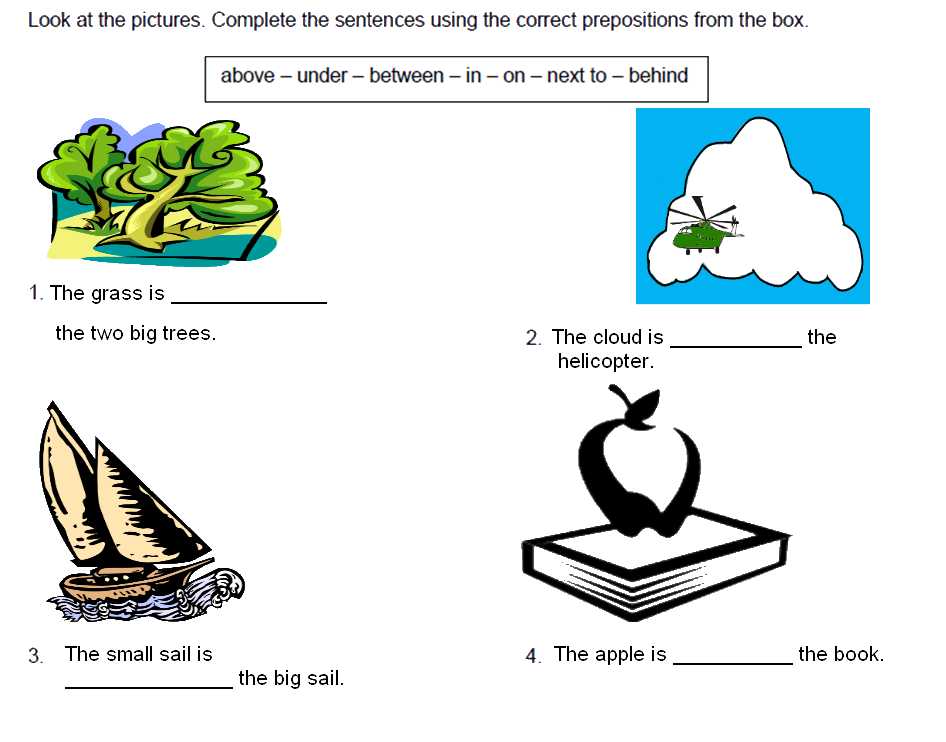 Look at the pictures. Complete the sentences using the correct prepositions from the box.
above – under – between – in – on – next to – behind
1. The grass is ______________
the two big trees.
2. The cloud is ____________ the
helicopter.
3. The small sail is
_______________ the big sail.
4. The apple is ___________ the book.